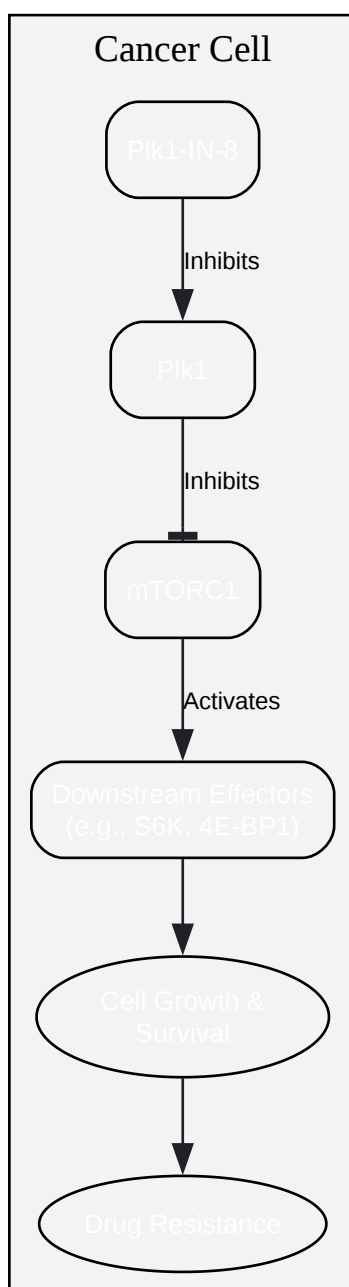 Cancer Cell
Plk1-IN-8
Inhibits
Plk1
Inhibits
mTORC1
Activates
Downstream Effectors
(e.g., S6K, 4E-BP1)
Cell Growth &
Survival
Drug Resistance